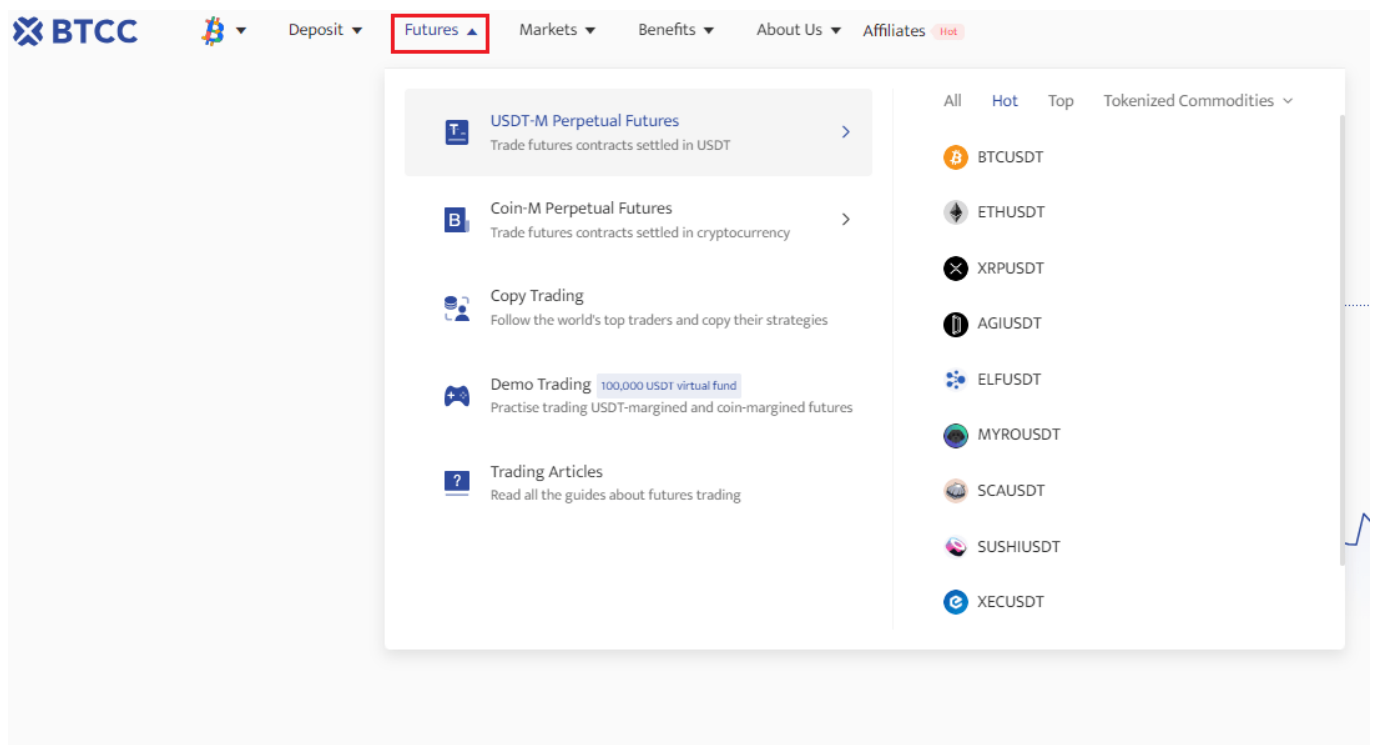 BTCC
Deposit
Futures
Markets
Benefits
About Us
Affiliates
Hot
USDT-M Perpetual Futures
Trade futures contracts settled in USDT
Coin-M Perpetual Futures
Trade futures contracts settled in cryptocurrency
Copy Trading
Follow the world's top traders and copy their strategies
Demo Trading 100,000 USDT virtual fund
Practise trading USDT-margined and coin-margined futures
Trading Articles
Read all the guides about futures trading
All Hot Top Tokenized Commodities
BTCUSDT
ETHUSDT
XRPUSDT
AGIUSDT
ELFUSDT
MYROUSDT
SCAUSDT
SUSHIUSDT
XECUSDT